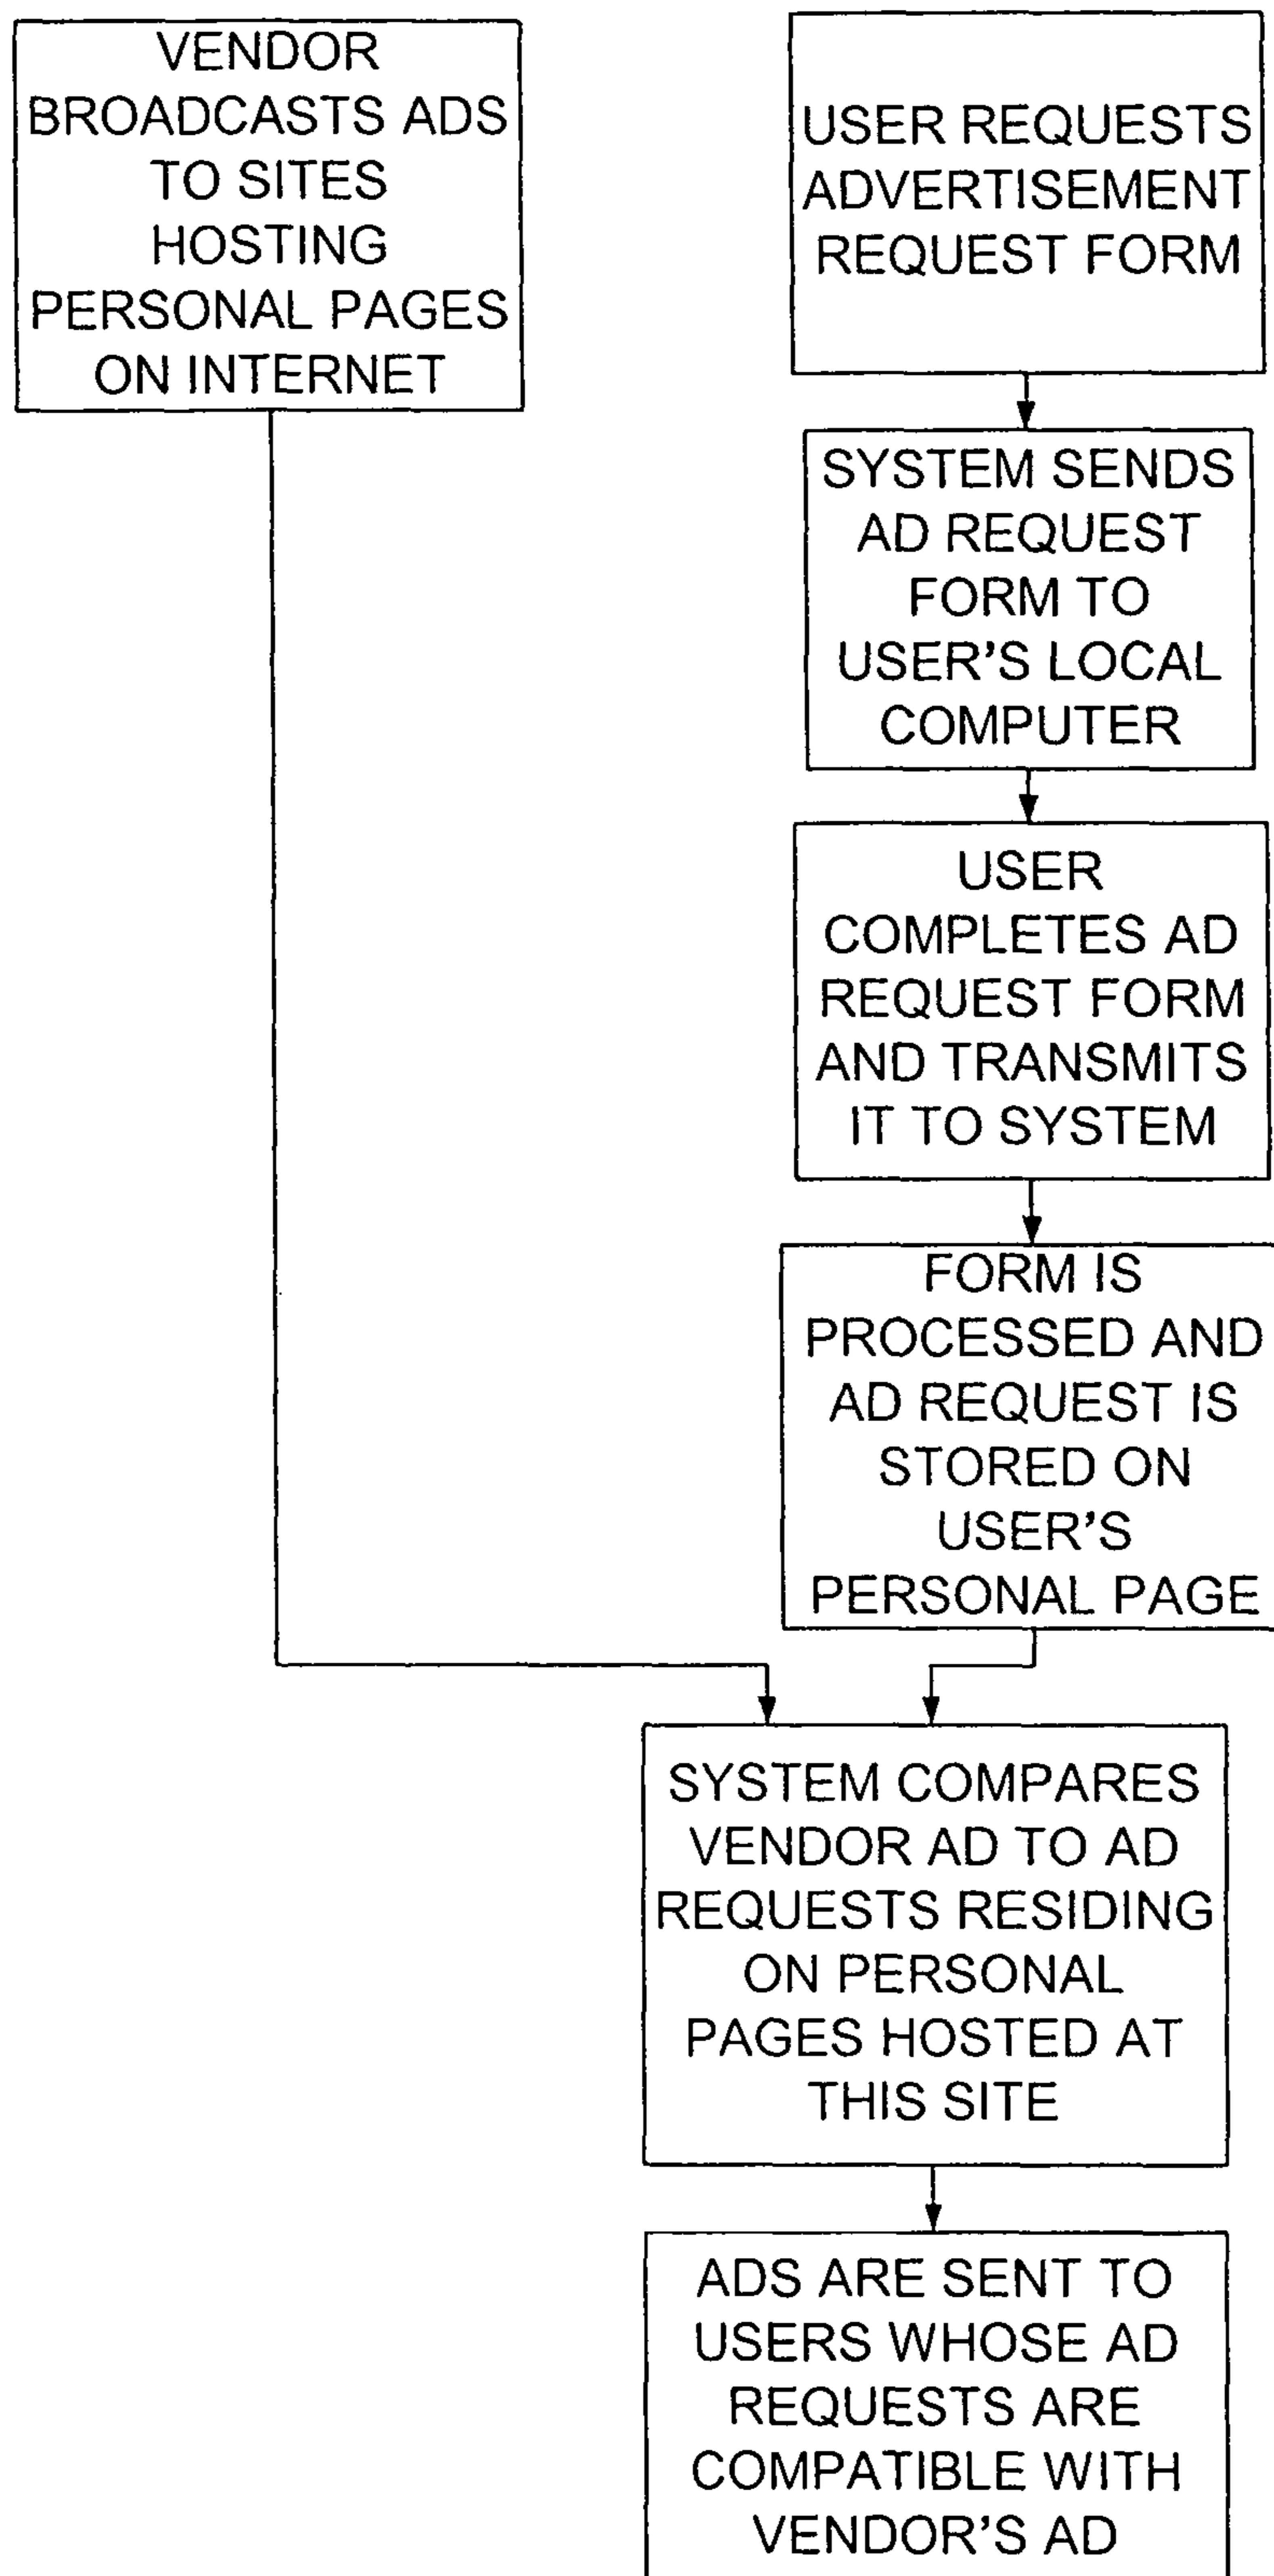 VENDOR
BROADCASTS ADS
TO SITES
HOSTING
PERSONAL PAGES
ON INTERNET
USER REQUESTS
ADVERTISEMENT
REQUEST FORM
SYSTEM SENDS
AD REQUEST
FORM TO
USER'S LOCAL
COMPUTER
USER
COMPLETES AD
REQUEST FORM
AND TRANSMITS
IT TO SYSTEM
FORM IS
PROCESSED AND
AD REQUEST IS
STORED ON
USER'S
PERSONAL PAGE
SYSTEM COMPARES
VENDOR AD TO AD
REQUESTS RESIDING
ON PERSONAL
PAGES HOSTED AT
THIS SITE
ADS ARE SENT TO
USERS WHOSE AD
REQUESTS ARE
COMPATIBLE WITH
VENDOR'S AD